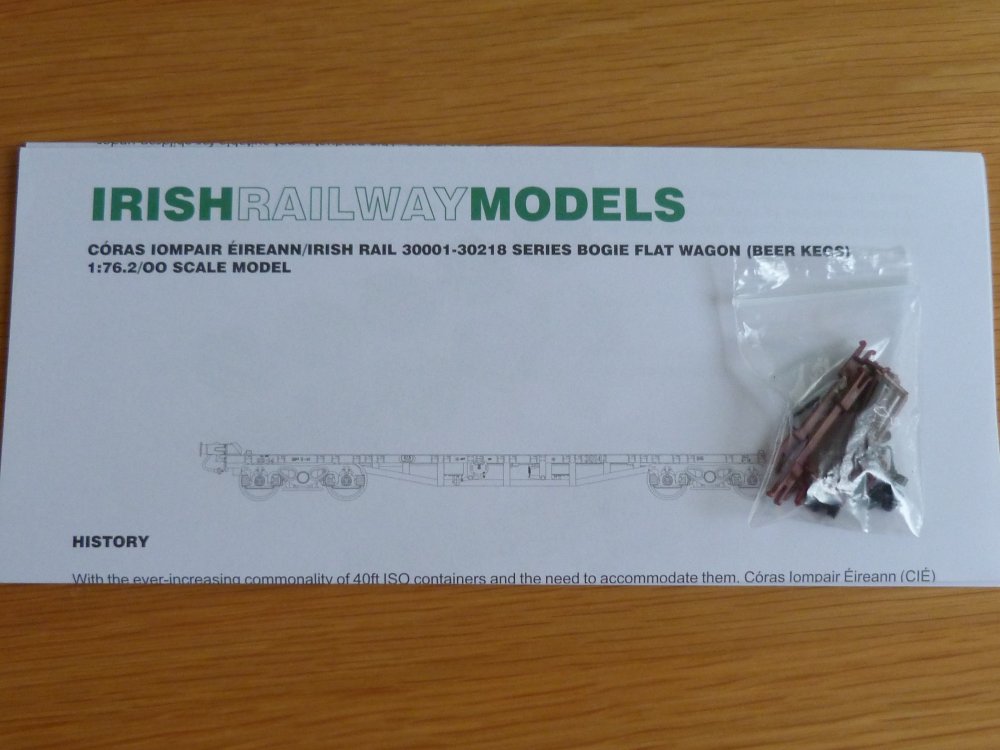 IRISHRAILWAYMODELS
CÓRAS IOMPAIR ÉIREANN/IRISH RAIL 30001-30218 SERIES BOGIE FLAT WAGON (BEER KEGS)
1:76.2/OO SCALE MODEL
HISTORY
With the ever-increasing commonality of 40ft ISO containers and the need to accommodate them, Córas Iompair Éireann (CIÉ)